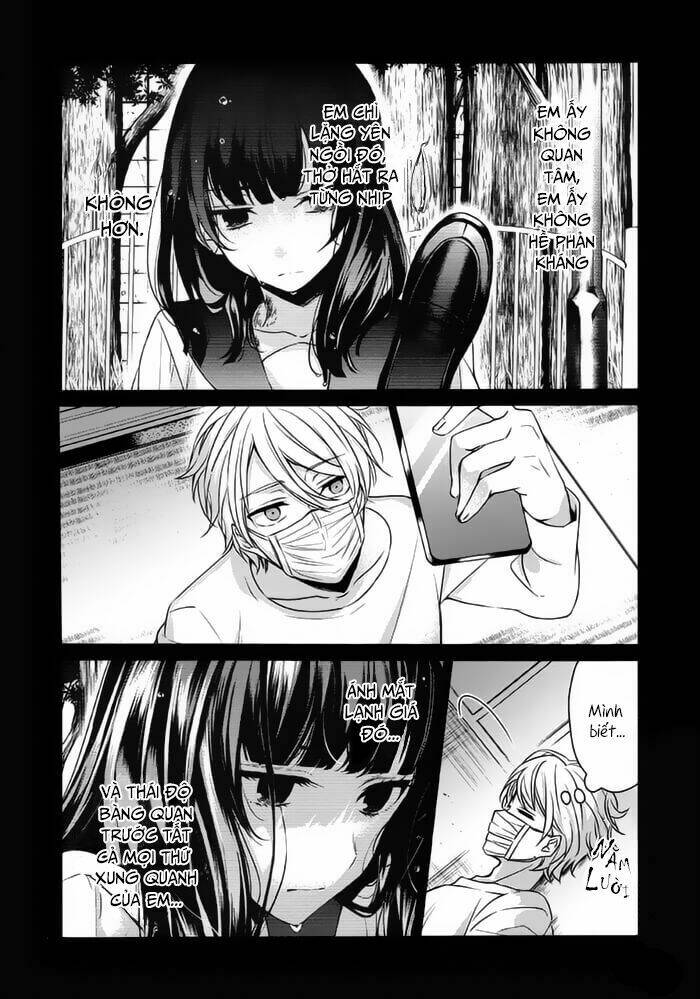 EM ẤY
KHÔNG
QUAN
TÂM,
EM ẤY
KHÔNG
HỀ PHẢN
KHÁNG
EM CHỈ
LẶNG YÊN
NGỒI ĐÓ,
THỞ HẮT RA
TỪNG NHỊP
KHÔNG
HƠN.
Mình
biết...
NẰM
LƯỜI
ÁNH MẮT
LẠNH GIÁ
ĐÓ...
VÀ THÁI ĐỘ
BÀNG QUAN
TRƯỚC TẤT
CẢ MỌI THỨ
XUNG QUANH
CỦA EM...